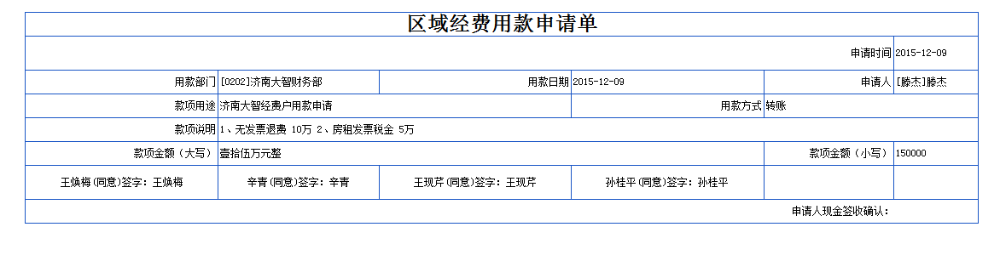 区域经费用款申请单
申请时间 2015-12-09
用款部门 [0202]济南大智财务部 用款日期 2015-12-09 申请人 [滕杰]滕杰
款项用途 济南大智经费户用款申请 用款方式 转账
款项说明 1、无发票退费 10万 2、房租发票税金 5万
款项金额（大写） 壹拾伍万元整 款项金额（小写） 150000
王焕梅(同意)签字：王焕梅 辛青(同意)签字：辛青 王现芹(同意)签字：王现芹 孙桂平(同意)签字：孙桂平
申请人现金签收确认：